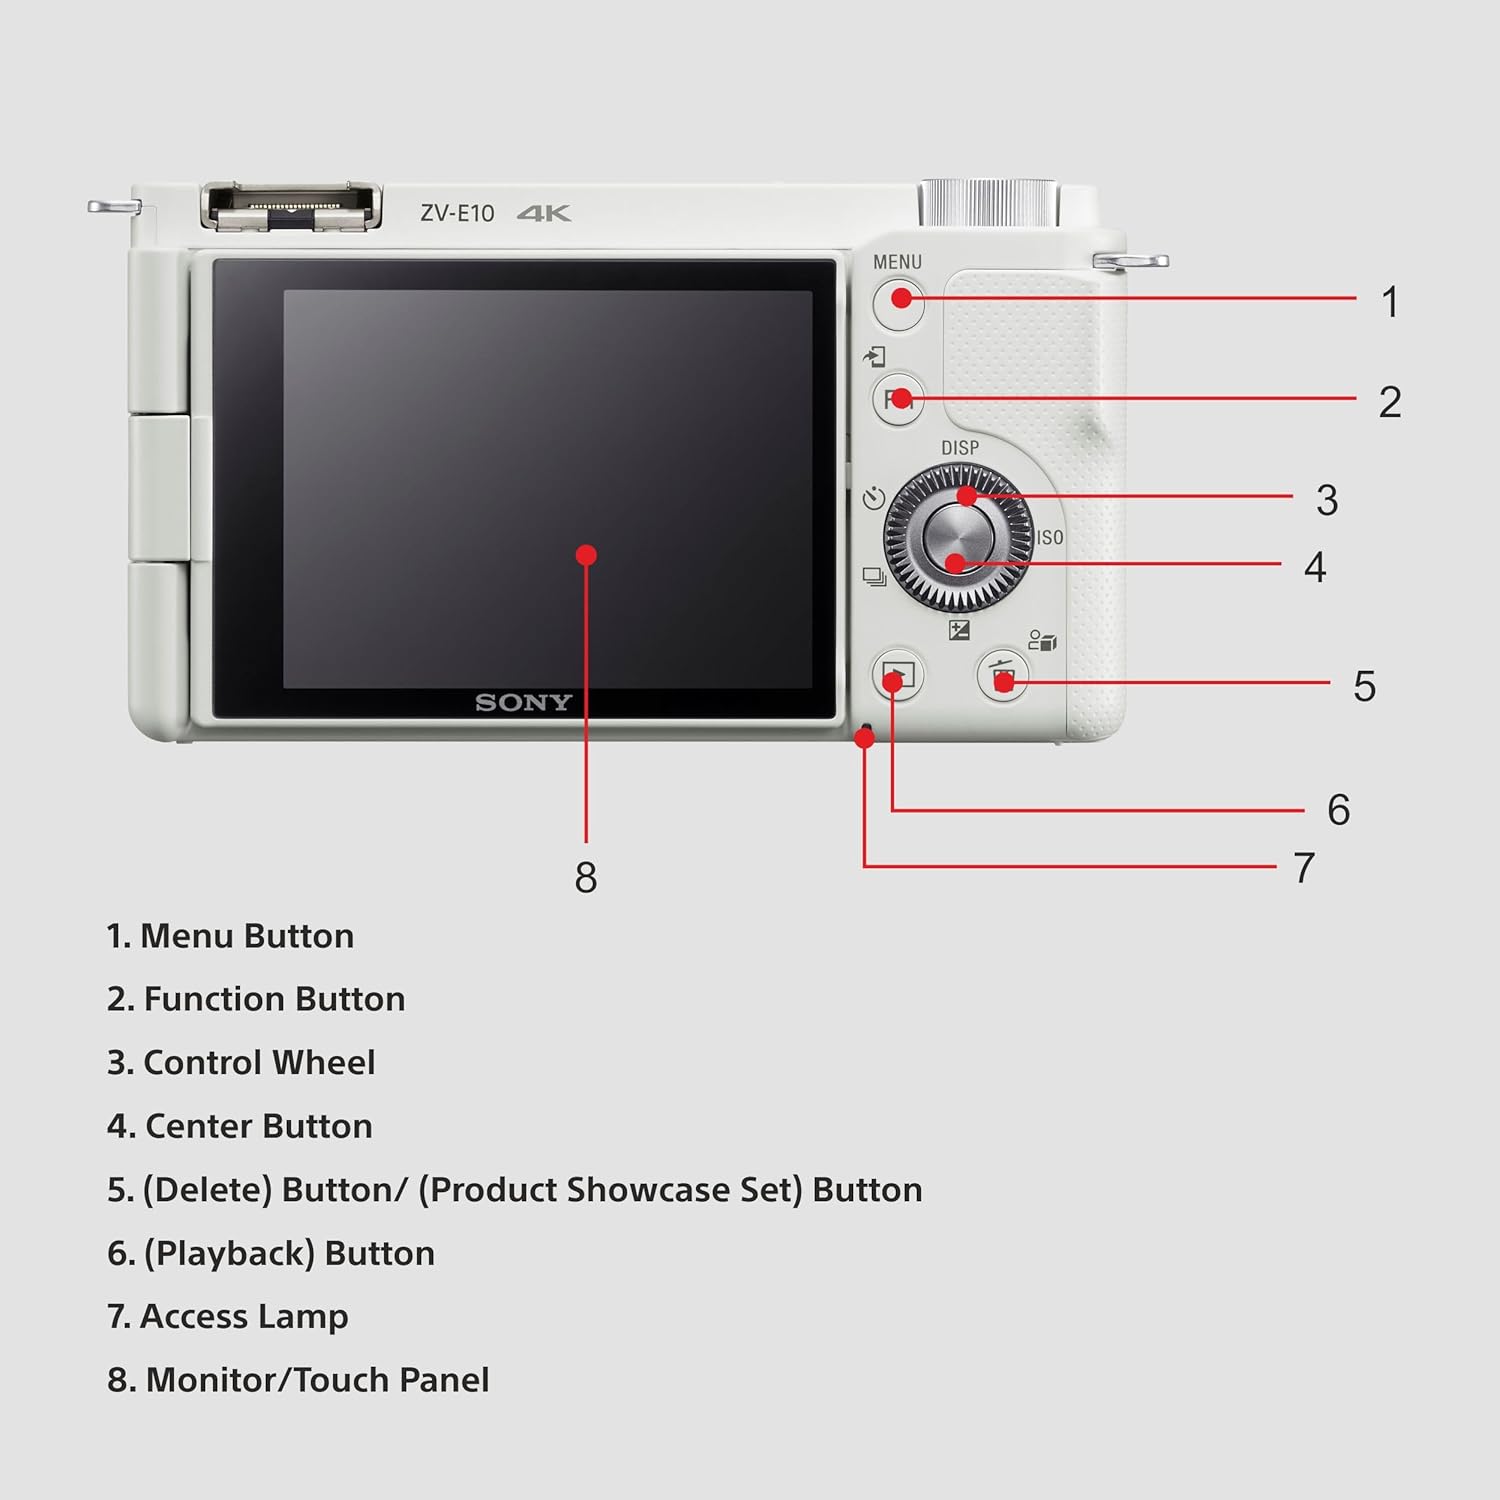 ZV-E10 4K
MENU
1
2
DISP
3
ISO
4
5
SONY
6
7
8
1. Menu Button
2. Function Button
3. Control Wheel
4. Center Button
5. (Delete) Button/ (Product Showcase Set) Button
6. (Playback) Button
7. Access Lamp
8. Monitor/Touch Panel